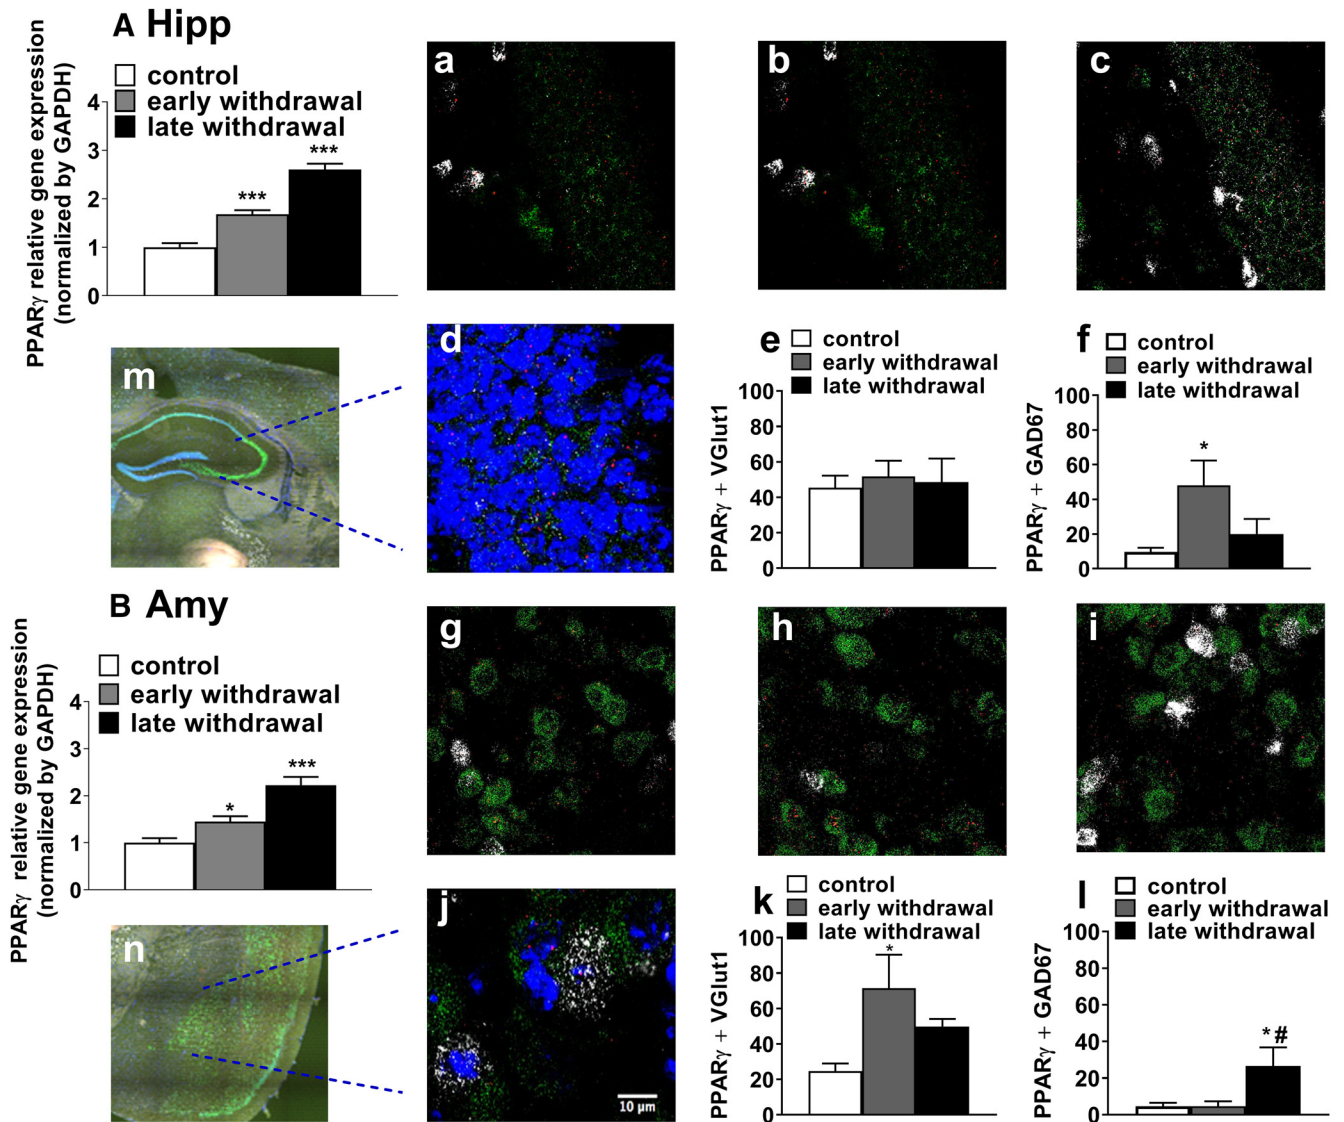 A Hipp
PPARγ relative gene expression
(normalized by GAPDH)
control
early withdrawal
late withdrawal
4
3
2
1
0
***
***
a
b
c
m
d
e
control
early withdrawal
late withdrawal
PPARγ + VGlut1
100
80
60
40
20
0
f
control
early withdrawal
late withdrawal
PPARγ + GAD67
100
80
60
40
20
0
*
B Amy
PPARγ relative gene expression
(normalized by GAPDH)
control
early withdrawal
late withdrawal
4
3
2
1
0
*
***
g
h
i
n
j
10 μm
k
control
early withdrawal
late withdrawal
PPARγ + VGlut1
100
80
60
40
20
0
*
l
control
early withdrawal
late withdrawal
PPARγ + GAD67
100
80
60
40
20
0
*#